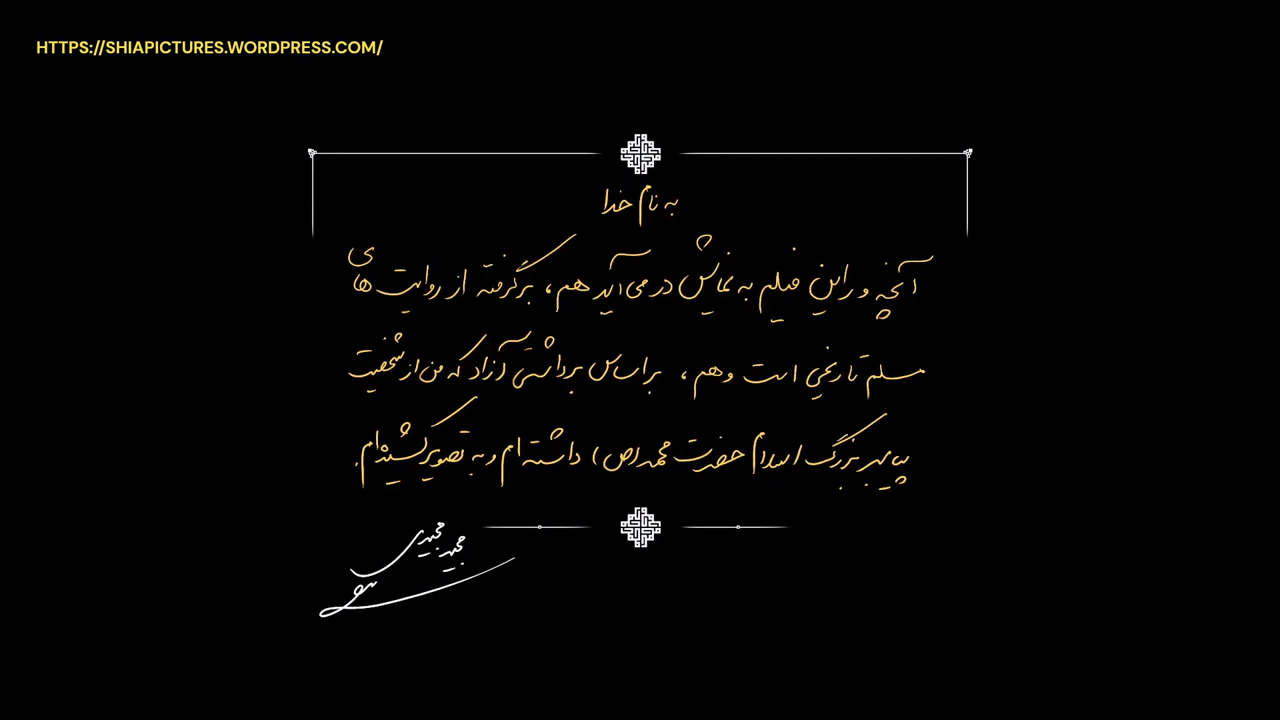 HTTPS://SHIAPICTURES.WORDPRESS.COM/
به نام خدا
آنچه در این فیلم به نمایش در می‌آید هم، برگرفته از روایت های
مسلم تاریخی است و هم، براساس برداشتی آزاد که من از شخصیت
پیامبر بزرگ اسلام حضرت محمد (ص) داشته ام و به تصویر کشیده‌ام.
مجید مجیدی